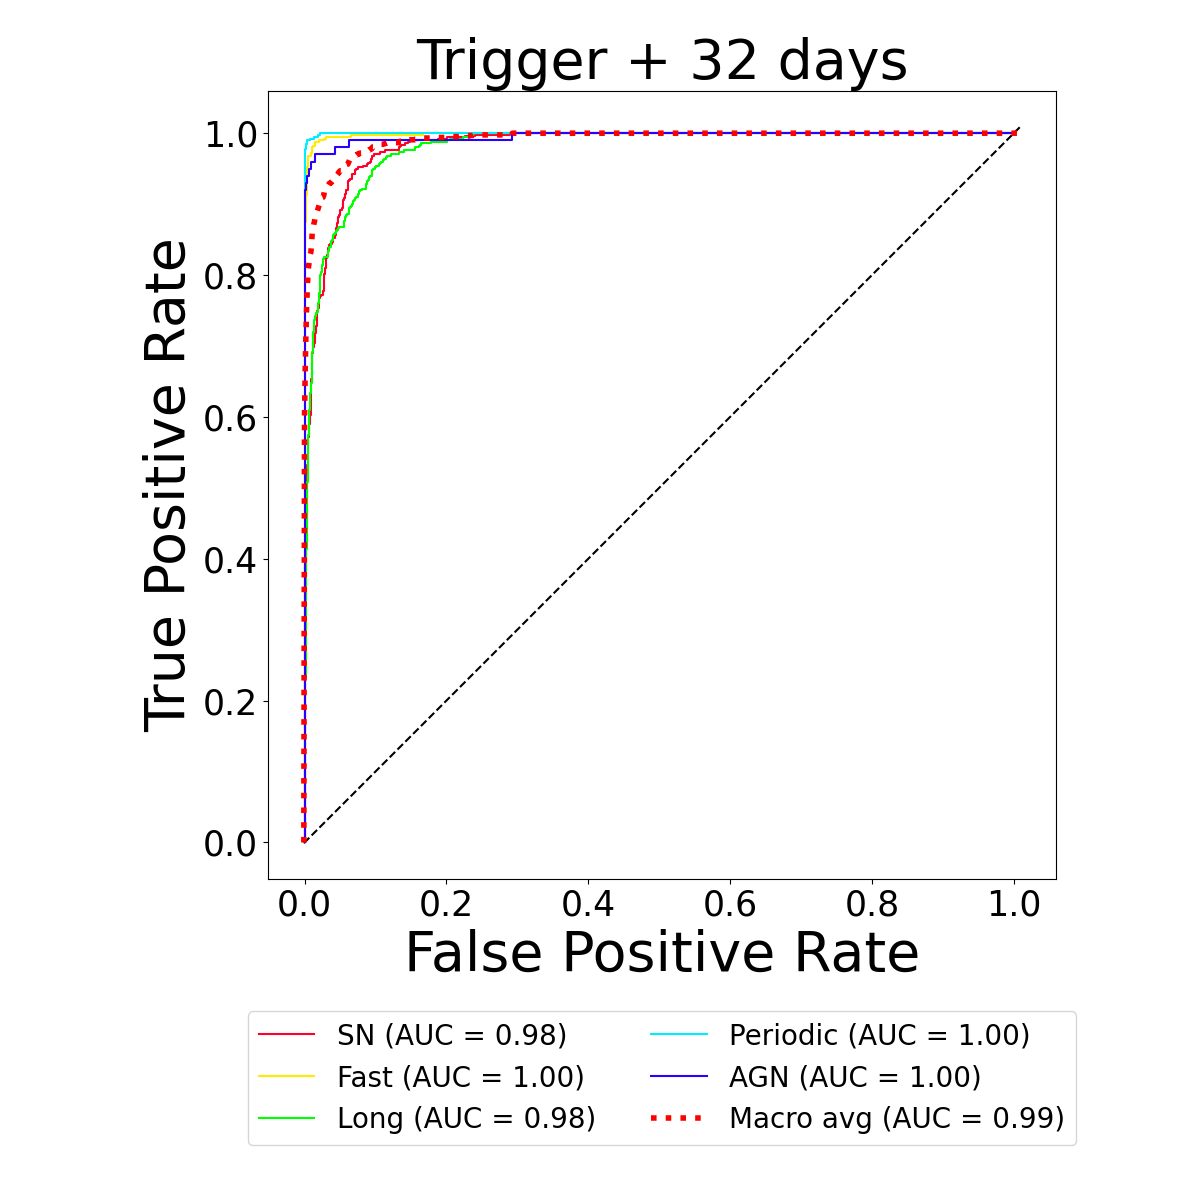 Trigger + 32 days
True Positive Rate
1.0
0.8
0.6
0.4
0.2
0.0
0.0 0.2 0.4 0.6 0.8 1.0
False Positive Rate
SN (AUC = 0.98)
Fast (AUC = 1.00)
Long (AUC = 0.98)
Periodic (AUC = 1.00)
AGN (AUC = 1.00)
Macro avg (AUC = 0.99)